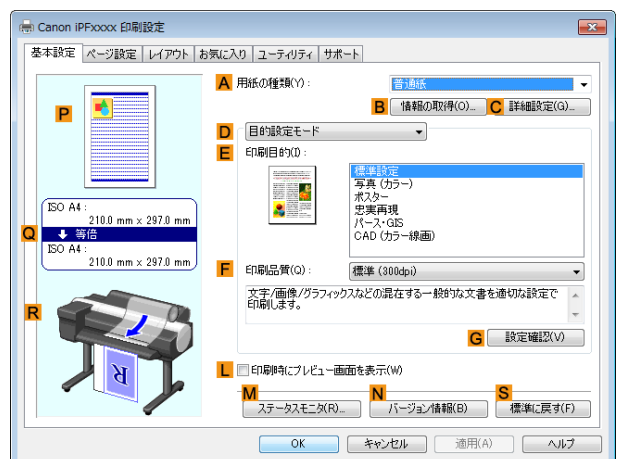 Canon iPFxxxx 印刷設定
基本設定 ページ設定 レイアウト お気に入り ユーティリティ サポート
A 用紙の種類(Y): 普通紙
B 情報の取得(O)... C 詳細設定(G)...
P
D 目的設定モード
E 印刷目的(I):
標準設定
写真 (カラー)
ポスター
忠実再現
パース・GIS
CAD (カラー線画)
ISO A4 :
210.0 mm x 297.0 mm
Q 等倍
ISO A4 :
210.0 mm x 297.0 mm
F 印刷品質(Q): 標準 (300dpi)
文字/画像/グラフィックスなどの混在する一般的な文書を適切な設定で
印刷します。
R
G 設定確認(V)
L 印刷時にプレビュー画面を表示(W)
M N S
ステータスモニタ(R)... バージョン情報(B) 標準に戻す(F)
OK キャンセル 適用(A) ヘルプ